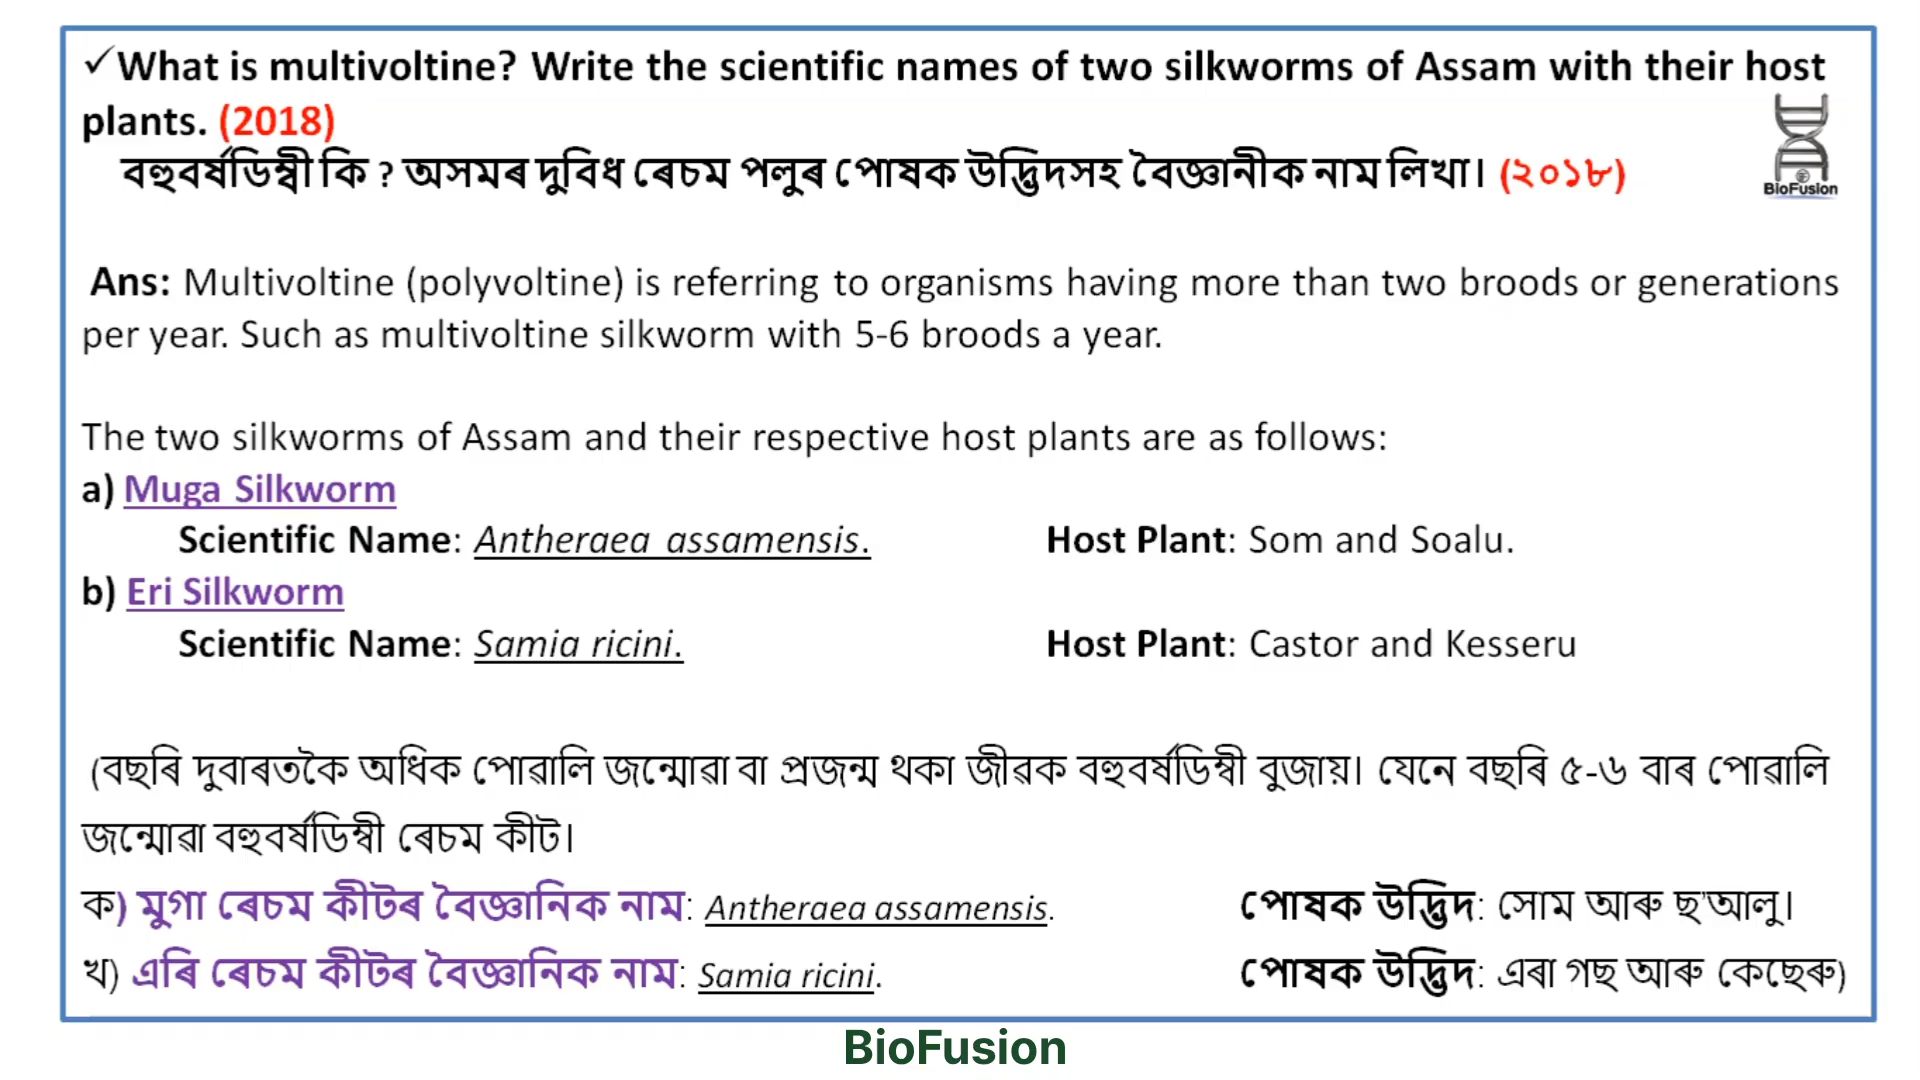 ✓What is multivoltine? Write the scientific names of two silkworms of Assam with their host
plants. (2018)
বহুবৰ্ষডিম্বী কি ? অসমৰ দুবিধ ৰেচম পলুৰ পোষক উদ্ভিদসহ বৈজ্ঞানীক নাম লিখা। (২০১৮)
BioFusion
Ans: Multivoltine (polyvoltine) is referring to organisms having more than two broods or generations
per year. Such as multivoltine silkworm with 5-6 broods a year.
The two silkworms of Assam and their respective host plants are as follows:
a) Muga Silkworm
Scientific Name: Antheraea assamensis. Host Plant: Som and Soalu.
b) Eri Silkworm
Scientific Name: Samia ricini. Host Plant: Castor and Kesseru
(বছৰি দুবাৰতকৈ অধিক পোৱালি জন্মোৱা বা প্ৰজন্ম থকা জীৱক বহুবৰ্ষডিম্বী বুজায়। যেনে বছৰি ৫-৬ বাৰ পোৱালি
জন্মোৱা বহুবৰ্ষডিম্বী ৰেচম কীট।
ক) মুগা ৰেচম কীটৰ বৈজ্ঞানিক নাম: Antheraea assamensis. পোষক উদ্ভিদ: সোম আৰু ছ'আলু।
খ) এৰি ৰেচম কীটৰ বৈজ্ঞানিক নাম: Samia ricini. পোষক উদ্ভিদ: এৰা গছ আৰু কেছেৰু)
BioFusion